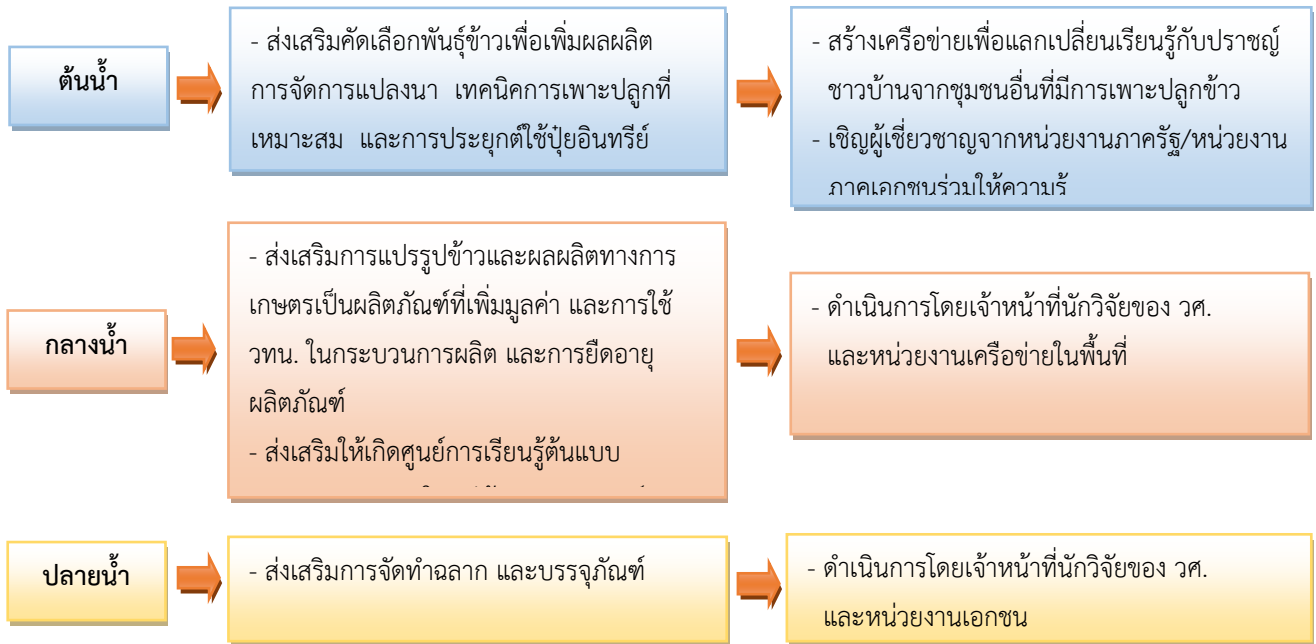 ต้นน้ำ
- ส่งเสริมคัดเลือกพันธุ์ข้าวเพื่อเพิ่มผลผลิต
การจัดการแปลงนา เทคนิคการเพาะปลูกที่
เหมาะสม และการประยุกต์ใช้ปุ๋ยอินทรีย์
- สร้างเครือข่ายเพื่อแลกเปลี่ยนเรียนรู้กับปราชญ์
ชาวบ้านจากชุมชนอื่นที่มีการเพาะปลูกข้าว
- เชิญผู้เชี่ยวชาญจากหน่วยงานภาครัฐ/หน่วยงาน
ภาคเอกชนร่วมให้ความรู้
กลางน้ำ
- ส่งเสริมการแปรรูปข้าวและผลผลิตทางการ
เกษตรเป็นผลิตภัณฑ์ที่เพิ่มมูลค่า และการใช้
วทน. ในกระบวนการผลิต และการยืดอายุ
ผลิตภัณฑ์
- ส่งเสริมให้เกิดศูนย์การเรียนรู้ต้นแบบ
- ดำเนินการโดยเจ้าหน้าที่นักวิจัยของ วศ.
และหน่วยงานเครือข่ายในพื้นที่
ปลายน้ำ
- ส่งเสริมการจัดทำฉลาก และบรรจุภัณฑ์
- ดำเนินการโดยเจ้าหน้าที่นักวิจัยของ วศ.
และหน่วยงานเอกชน